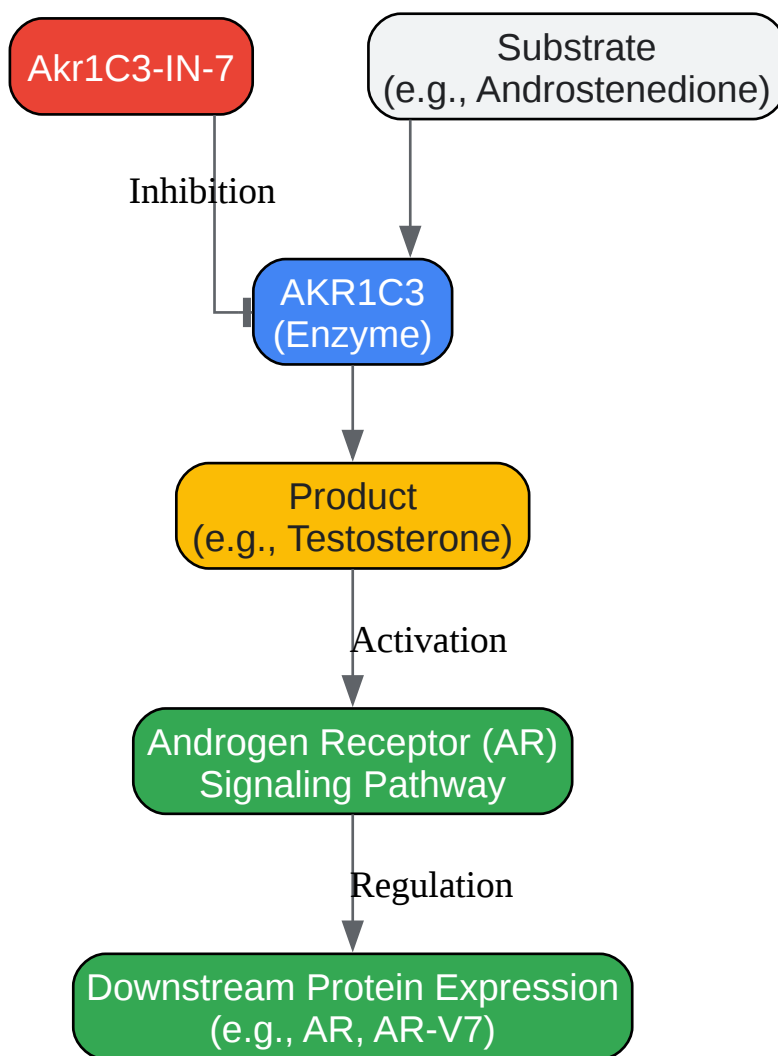 Akr1C3-IN-7
Substrate
(e.g., Androstenedione)
Inhibition
AKR1C3
(Enzyme)
Product
(e.g., Testosterone)
Activation
Androgen Receptor (AR)
Signaling Pathway
Regulation
Downstream Protein Expression
(e.g., AR, AR-V7)